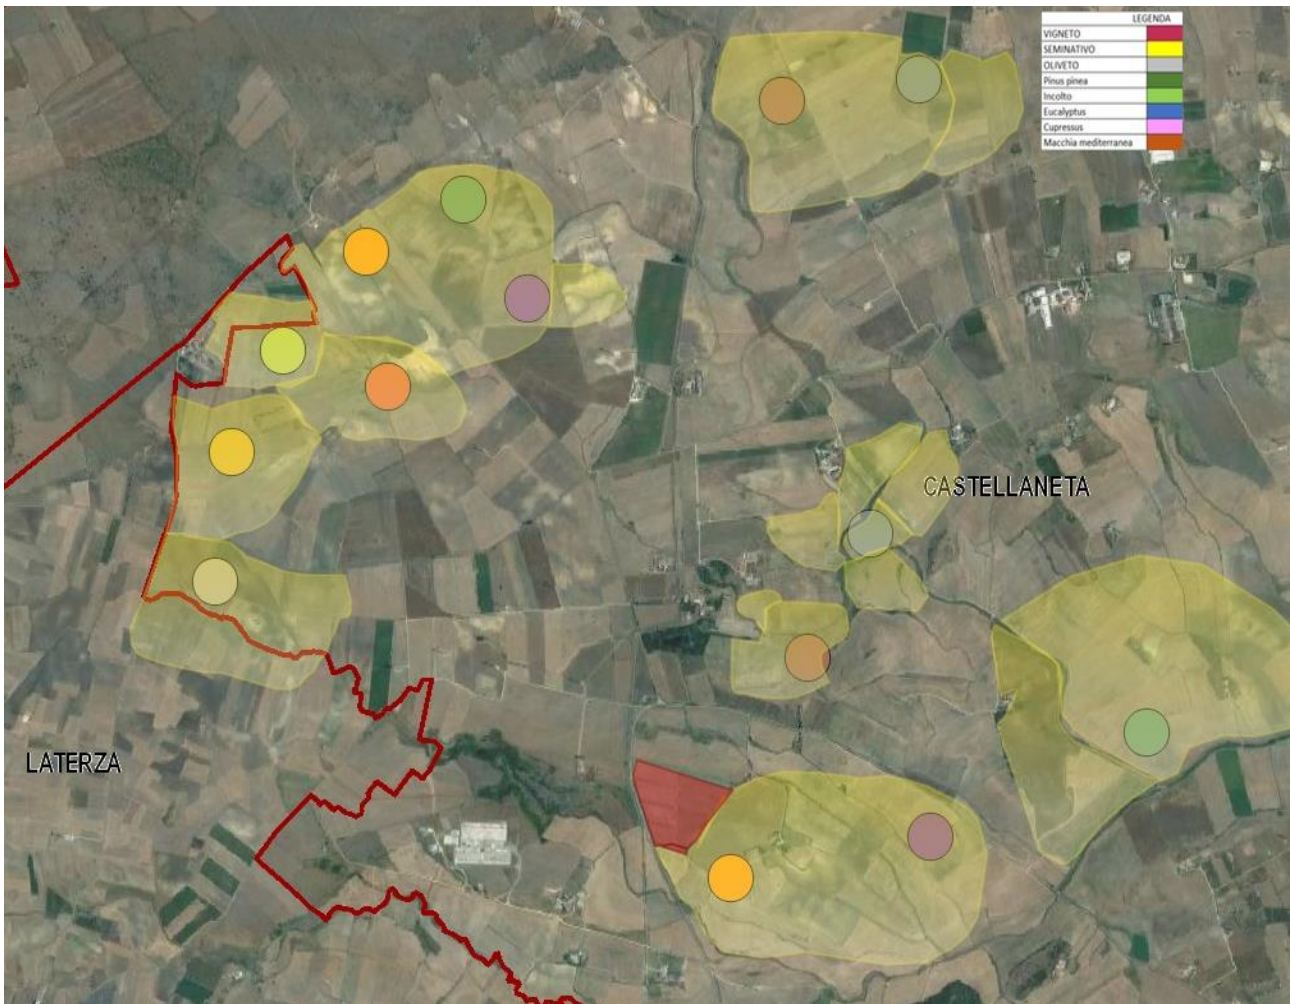 LEGENDA
VIGNETO
SEMINATIVO
OLIVETO
Pinus pinea
Incolto
Eucalyptus
Cupressus
Macchia mediterranea
CASTELLANETA
LATERZA